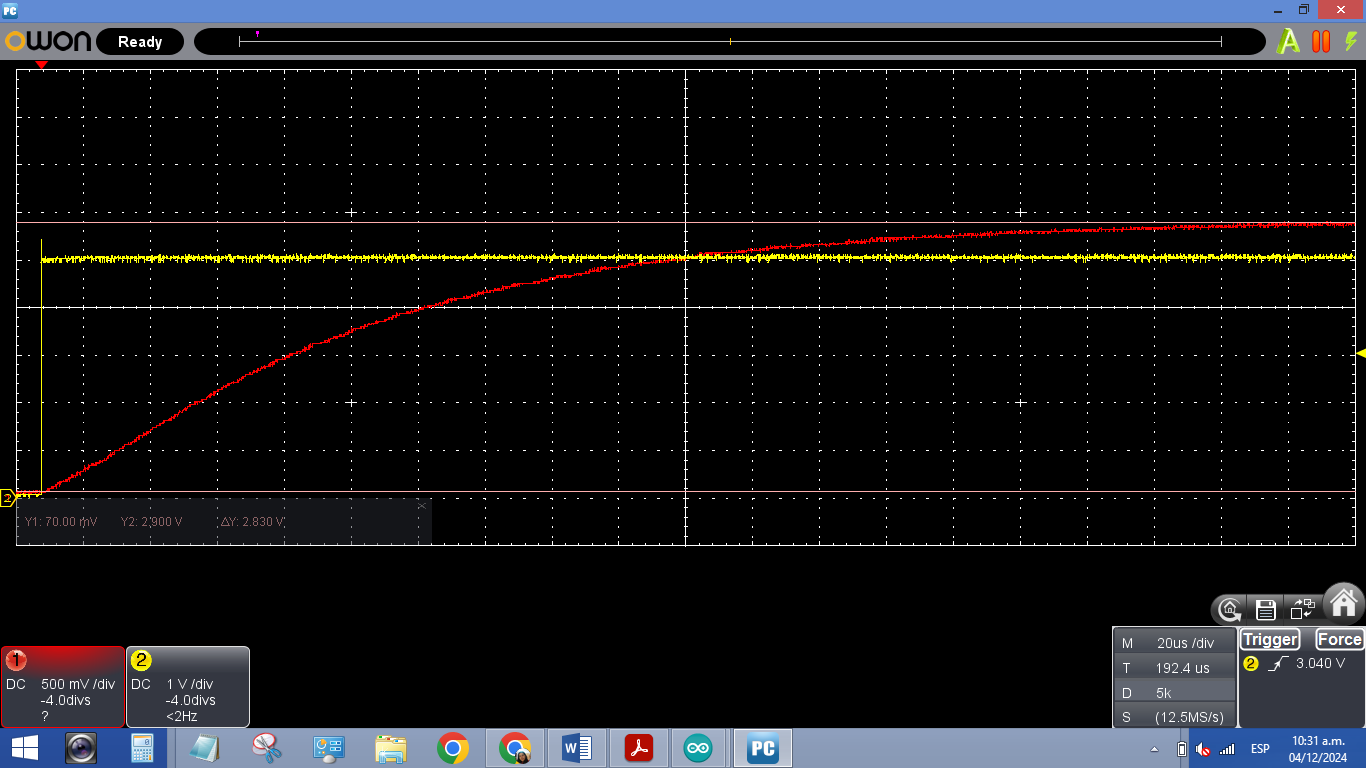 PC
owon
Ready
A
2
Y1: 70.00 mV Y2: 2.900 V ΔY: 2.830 V
1
DC 500 mV /div
-4.0divs
?
2
DC 1 V /div
-4.0divs
<2Hz
M 20us /div
T 192.4 us
D 5k
S (12.5MS/s)
Trigger Force
2 3.040 V
W
PC
ESP
10:31 a.m.
04/12/2024